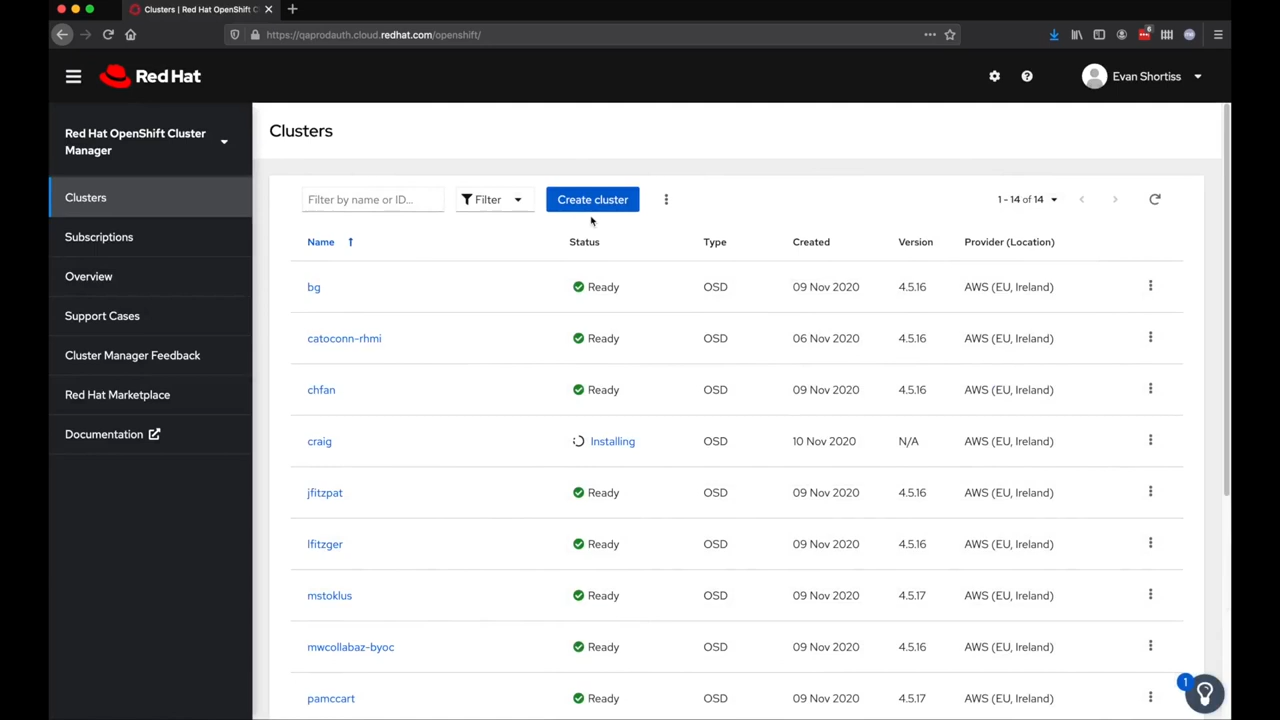 Clusters | Red Hat OpenShift C
https://qaprodauth.cloud.redhat.com/openshift/
6
Red Hat
Evan Shortiss
Red Hat OpenShift Cluster
Manager
Clusters
Subscriptions
Overview
Support Cases
Cluster Manager Feedback
Red Hat Marketplace
Documentation
Clusters
Filter by name or ID...
Filter
Create cluster
1 - 14 of 14
Name Status Type Created Version Provider (Location)
bg Ready OSD 09 Nov 2020 4.5.16 AWS (EU, Ireland)
catoconn-rhmi Ready OSD 06 Nov 2020 4.5.16 AWS (EU, Ireland)
chfan Ready OSD 09 Nov 2020 4.5.16 AWS (EU, Ireland)
craig Installing OSD 10 Nov 2020 N/A AWS (EU, Ireland)
jfitzpat Ready OSD 09 Nov 2020 4.5.16 AWS (EU, Ireland)
lfitzger Ready OSD 09 Nov 2020 4.5.16 AWS (EU, Ireland)
mstoklus Ready OSD 09 Nov 2020 4.5.17 AWS (EU, Ireland)
mwcollabaz-byoc Ready OSD 09 Nov 2020 4.5.16 AWS (EU, Ireland)
pamccart Ready OSD 09 Nov 2020 4.5.17 AWS (EU, Ireland)
1